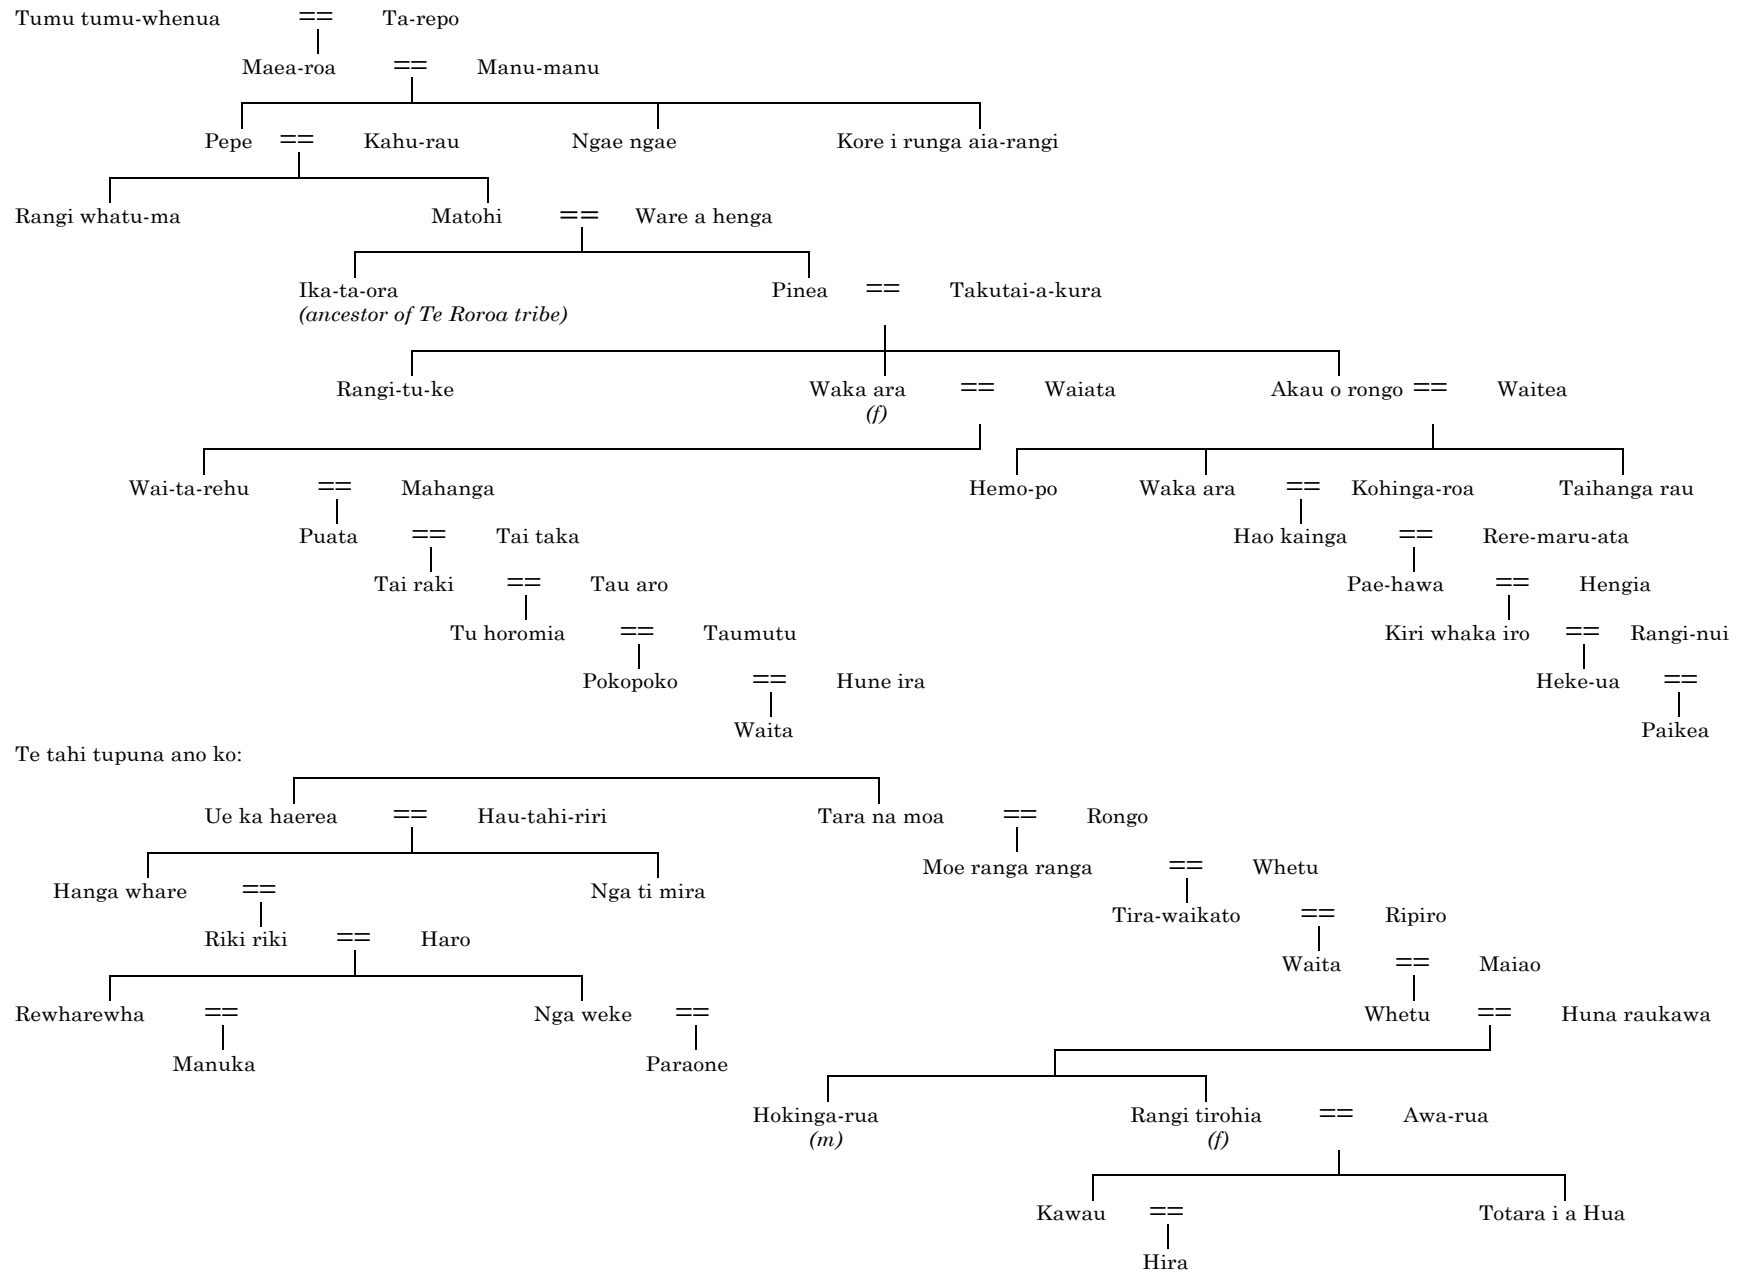 Tumu tumu-whenua == Ta-repo
Maea-roa == Manu-manu
Pepe == Kahu-rau Ngae ngae Kore i runga aia-rangi
Rangi whatu-ma Matohi == Ware a henga
Ika-ta-ora Pinea == Takutai-a-kura
(ancestor of Te Roroa tribe)
Rangi-tu-ke Waka ara == Waiata Akau o rongo == Waitea
(f)
Wai-ta-rehu == Mahanga Hemo-po Waka ara == Kohinga-roa Taihanga rau
Puata == Tai taka Hao kainga == Rere-maru-ata
Tai raki == Tau aro Pae-hawa == Hengia
Tu horomia == Taumutu Kiri whaka iro == Rangi-nui
Pokopoko == Hune ira Heke-ua ==
Waita Paikea
Te tahi tupuna ano ko:
Ue ka haerea == Hau-tahi-riri Tara na moa == Rongo
Moe ranga ranga == Whetu
Hanga whare == Nga ti mira
Tira-waikato == Ripiro
Riki riki == Haro
Waita == Maiao
Rewharewha == Nga weke == Whetu == Huna raukawa
Manuka Paraone
Hokinga-rua Rangi tirohia == Awa-rua
(m) (f)
Kawau == Totara i a Hua
Hira